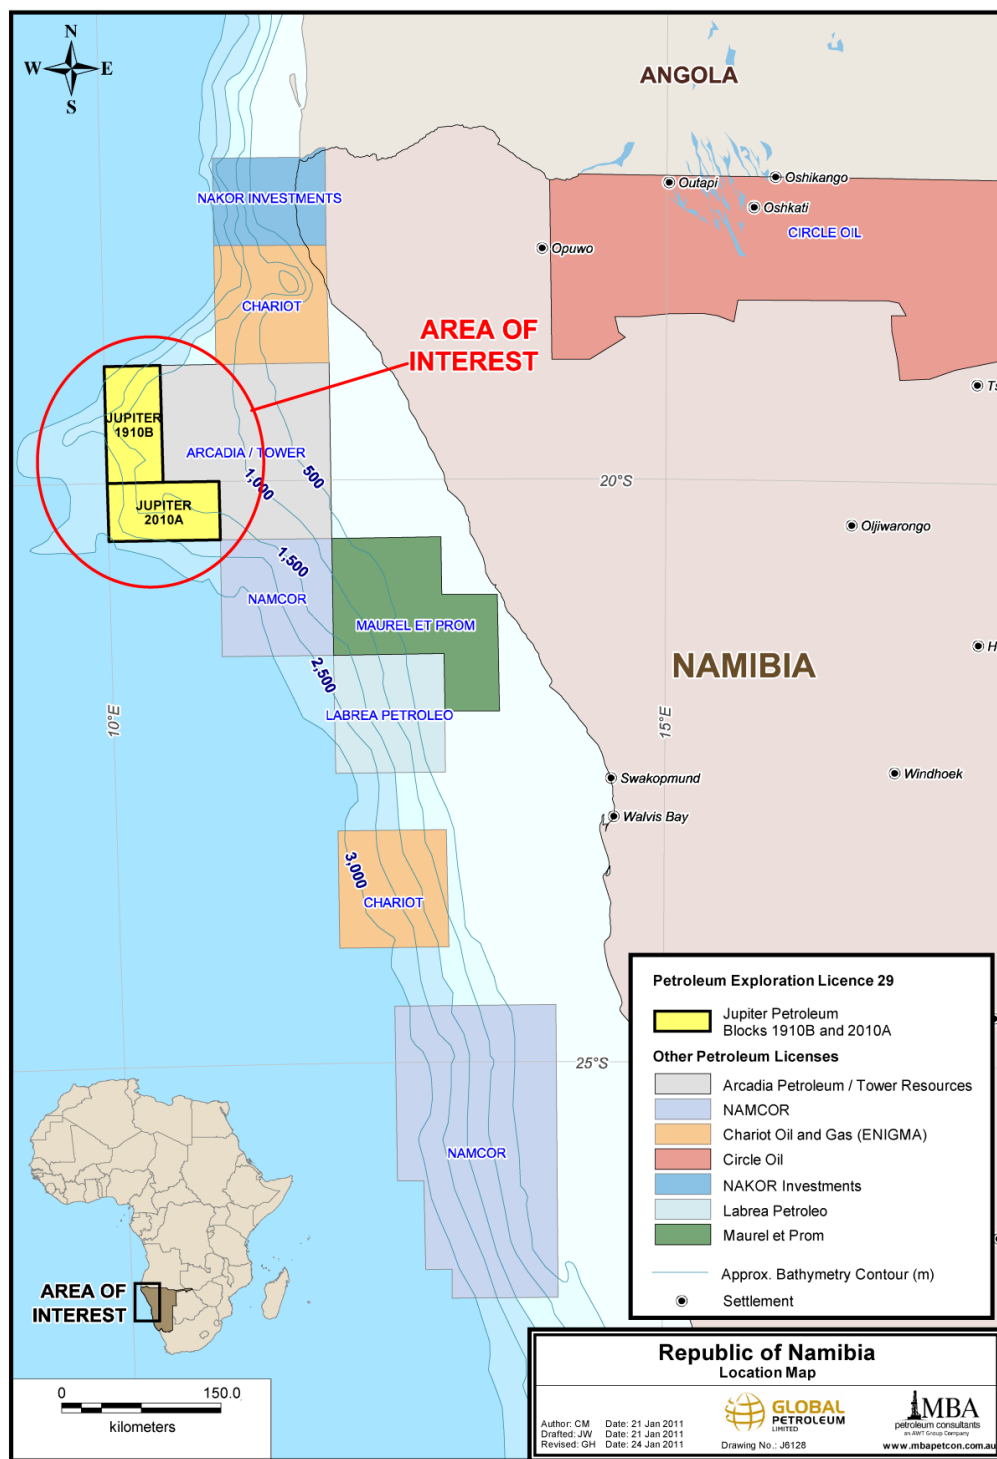 N
W E
S
ANGOLA
Outapi
Oshikango
Oshkati
NAKOR INVESTMENTS
CIRCLE OIL
Opuwo
CHARIOT
AREA OF
INTEREST
JUPITER
1910B
ARCADIA / TOWER
500
1,000
20°S
JUPITER
2010A
Oljiwarongo
1,500
NAMCOR
MAUREL ET PROM
NAMIBIA
2,500
LABREA PETROLEO
10°E
15°E
Swakopmund
Windhoek
Walvis Bay
3,000
CHARIOT
25°S
NAMCOR
Petroleum Exploration Licence 29
Jupiter Petroleum
Blocks 1910B and 2010A
Other Petroleum Licenses
Arcadia Petroleum / Tower Resources
NAMCOR
Chariot Oil and Gas (ENIGMA)
Circle Oil
NAKOR Investments
Labrea Petroleo
Maurel et Prom
Approx. Bathymetry Contour (m)
Settlement
AREA OF
INTEREST
0 150.0
kilometers
Republic of Namibia
Location Map
Author: CM Date: 21 Jan 2011
Drafted: JW Date: 21 Jan 2011
Revised: GH Date: 24 Jan 2011
GLOBAL
PETROLEUM
LIMITED
Drawing No.: J6128
MBA
petroleum consultants
an AWT Group Company
www.mbapetcon.com.au